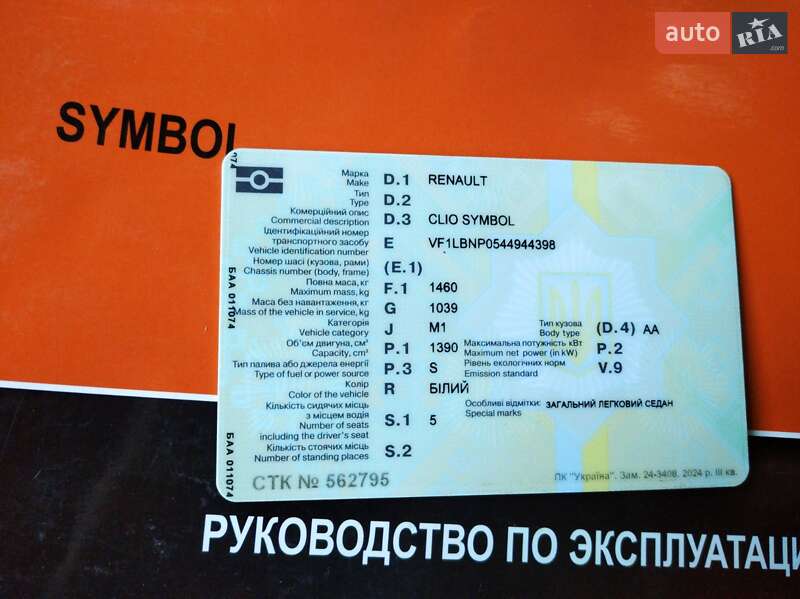 auto RIA .com
SYMBOL
Марка
Make D.1 RENAULT
Тип
Type D.2
Комерційний опис
Commercial description D.3 CLIO SYMBOL
Ідентифікаційний номер
транспортного засобу
Vehicle identification number E VF1LBNP0544944398
Номер шасі (кузова, рами)
Chassis number (body, frame) (E.1)
Повна маса, кг
Maximum mass, kg F.1 1460
Маса без навантаження, кг
Mass of the vehicle in service, kg G 1039
Категорія
Vehicle category J M1
Тип кузова
Body type (D.4) AA
Об'єм двигуна, см³
Capacity, cm³ P.1 1390
Максимальна потужність кВт
Maximum net power (in kW) P.2
Тип палива або джерела енергії
Type of fuel or power source P.3 S
Рівень екологічних норм
Emission standard V.9
Колір
Color of the vehicle R БІЛИЙ
Кількість сидячих місць
з місцем водія
Number of seats
including the driver's seat S.1 5
Особливі відмітки: ЗАГАЛЬНИЙ ЛЕГКОВИЙ СЕДАН
Special marks
Кількість стоячих місць
Number of standing places S.2
СТК № 562795
ПК "Україна". Зам. 24-3408. 2024 р. III кв.
074
БАА 011074
БАА 011074
РУКОВОДСТВО ПО ЭКСПЛУАТАЦИ